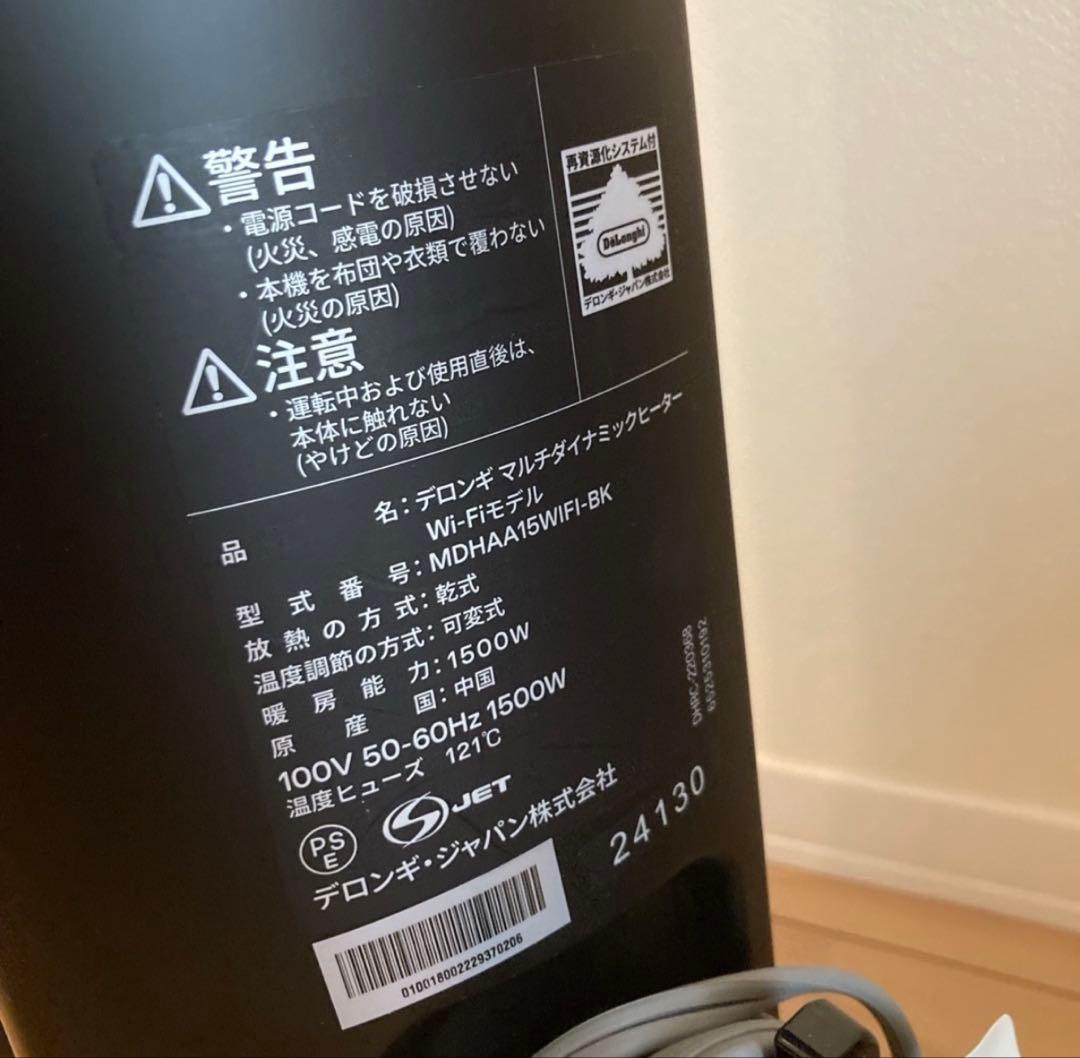 警告
・電源コードを破損させない
(火災、感電の原因)
・本機を布団や衣類で覆わない
(火災の原因)
注意
・運転中および使用直後は、
本体に触れない
(やけどの原因)
再資源化システム付
DeLonghi
デロンギ・ジャパン株式会社
品名：デロンギ マルチダイナミックヒーター
Wi-Fiモデル
型式番号：MDHAA15WIFI-BK
放熱の方式：乾式
温度調節の方式：可変式
暖房能力：1500W
原産国：中国
100V 50-60Hz 1500W
温度ヒューズ 121℃
PSE
JET
デロンギ・ジャパン株式会社
24130
010018002229370206